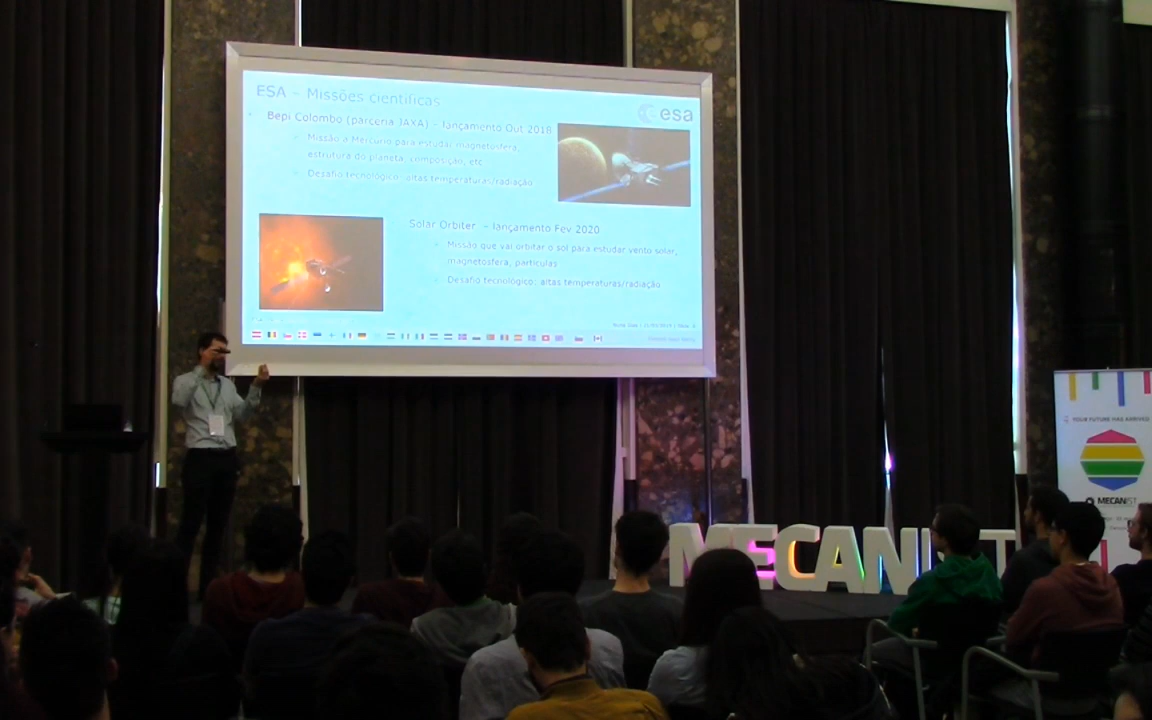 ESA – Missões científicas
esa
Bepi Colombo (parceria JAXA) – lançamento Out 2018
Missão a Mercúrio para estudar magnetosfera,
estrutura do planeta, composição, etc
Desafio tecnológico: altas temperaturas/radiação
Solar Orbiter – lançamento Fev 2020
Missão que vai orbitar o sol para estudar vento solar,
magnetosfera, partículas
Desafio tecnológico: altas temperaturas/radiação
YOUR FUTURE HAS ARRIVED
MECANIST
MECANIST